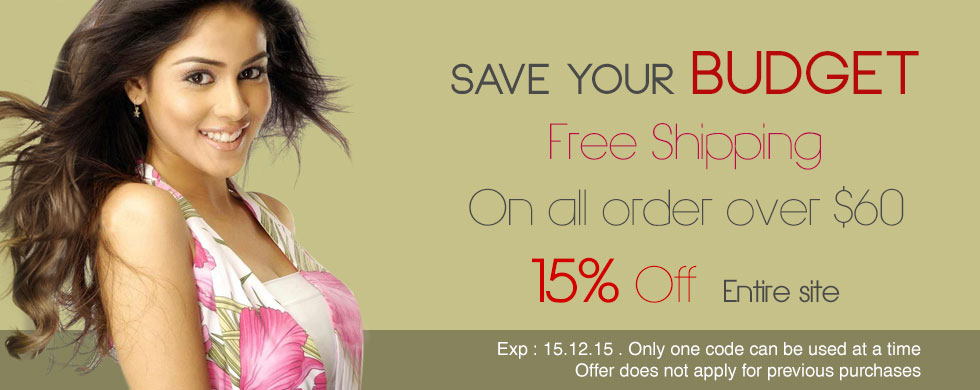 SAVE YOUR BUDGET
Free Shipping
On all order over $60
15% Off Entire site
Exp : 15.12.15 . Only one code can be used at a time
Offer does not apply for previous purchases